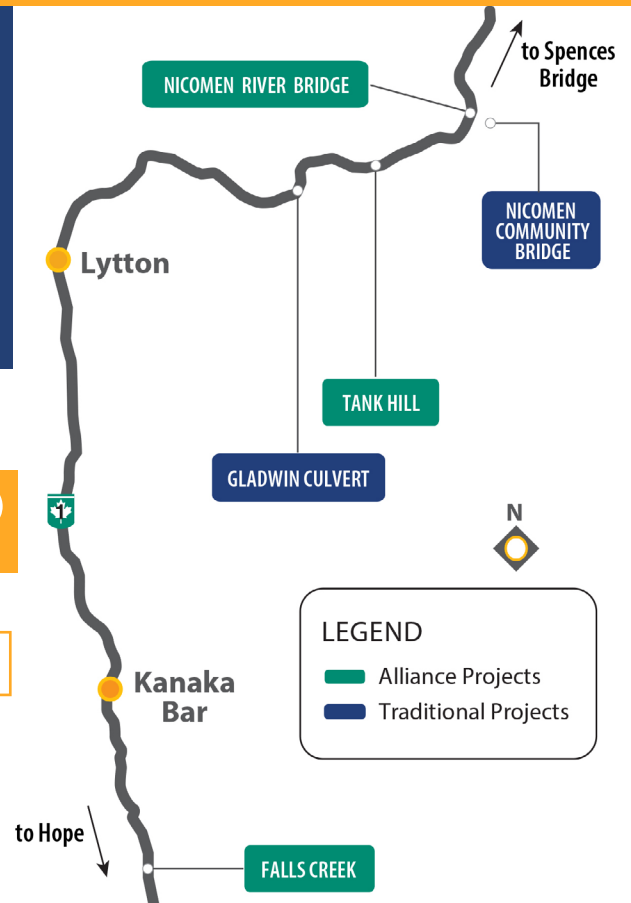 to Spences
Bridge
NICOMEN RIVER BRIDGE
NICOMEN
COMMUNITY
BRIDGE
Lytton
TANK HILL
GLADWIN CULVERT
1
N
LEGEND
Alliance Projects
Traditional Projects
Kanaka
Bar
to Hope
FALLS CREEK